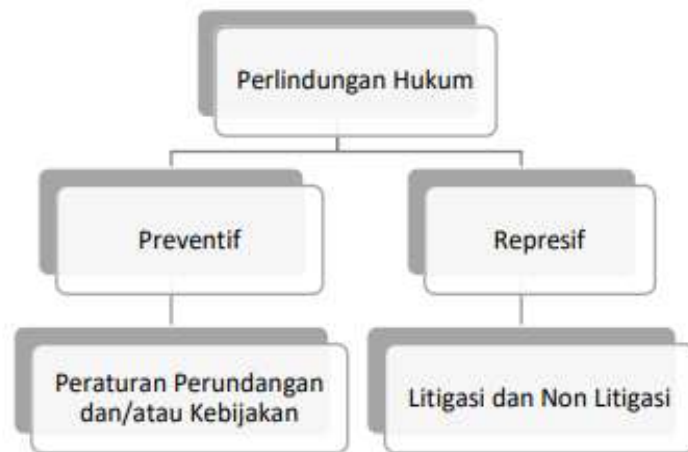 Perlindungan Hukum
Preventif
Represif
Peraturan Perundangan
dan/atau Kebijakan
Litigasi dan Non Litigasi